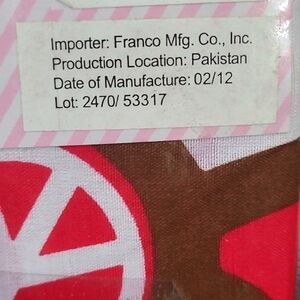 Importer: Franco Mfg. Co., Inc.
Production Location: Pakistan
Date of Manufacture: 02/12
Lot: 2470/ 53317